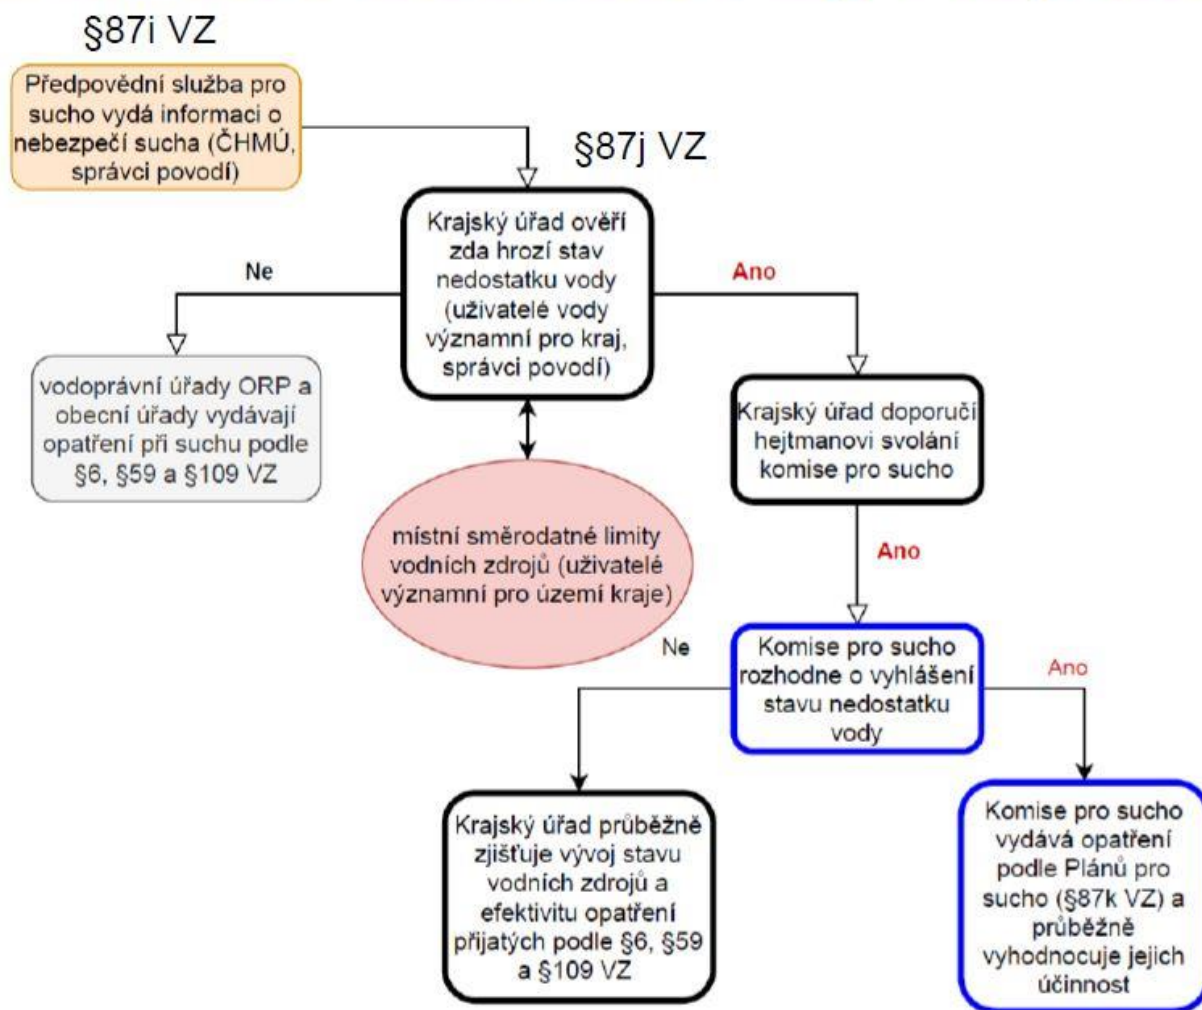 §87i VZ
Předpovědní služba pro
sucho vydá informaci o
nebezpečí sucha (ČHMÚ,
správci povodí)
§87j VZ
Krajský úřad ověří
zda hrozí stav
nedostatku vody
(uživatelé vody
významní pro kraj,
správci povodí)
Ne
Ano
vodoprávní úřady ORP a
obecní úřady vydávají
opatření při suchu podle
§6, §59 a §109 VZ
Krajský úřad doporučí
hejtmanovi svolání
komise pro sucho
místní směrodatné limity
vodních zdrojů (uživatelé
významní pro území kraje)
Ano
Komise pro sucho
rozhodne o vyhlášení
stavu nedostatku
vody
Ne
Ano
Krajský úřad průběžně
zjišťuje vývoj stavu
vodních zdrojů a
efektivitu opatření
přijatých podle §6, §59
a §109 VZ
Komise pro sucho
vydává opatření
podle Plánů pro
sucho (§87k VZ) a
průběžně
vyhodnocuje jejich
účinnost